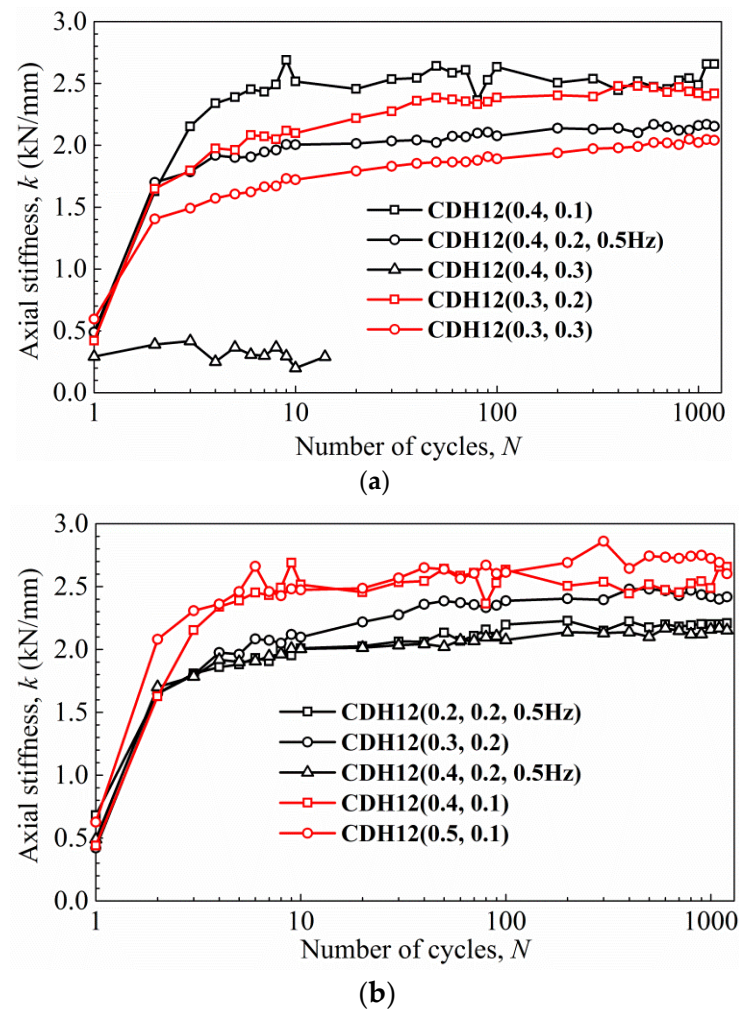 3.0
2.5
2.0
1.5
1.0
0.5
0.0
Axial stiffness, k (kN/mm)
CDH12(0.4, 0.1)
CDH12(0.4, 0.2, 0.5Hz)
CDH12(0.4, 0.3)
CDH12(0.3, 0.2)
CDH12(0.3, 0.3)
1 10 100 1000
Number of cycles, N
(a)
3.0
2.5
2.0
1.5
1.0
0.5
0.0
Axial stiffness, k (kN/mm)
CDH12(0.2, 0.2, 0.5Hz)
CDH12(0.3, 0.2)
CDH12(0.4, 0.2, 0.5Hz)
CDH12(0.4, 0.1)
CDH12(0.5, 0.1)
1 10 100 1000
Number of cycles, N
(b)